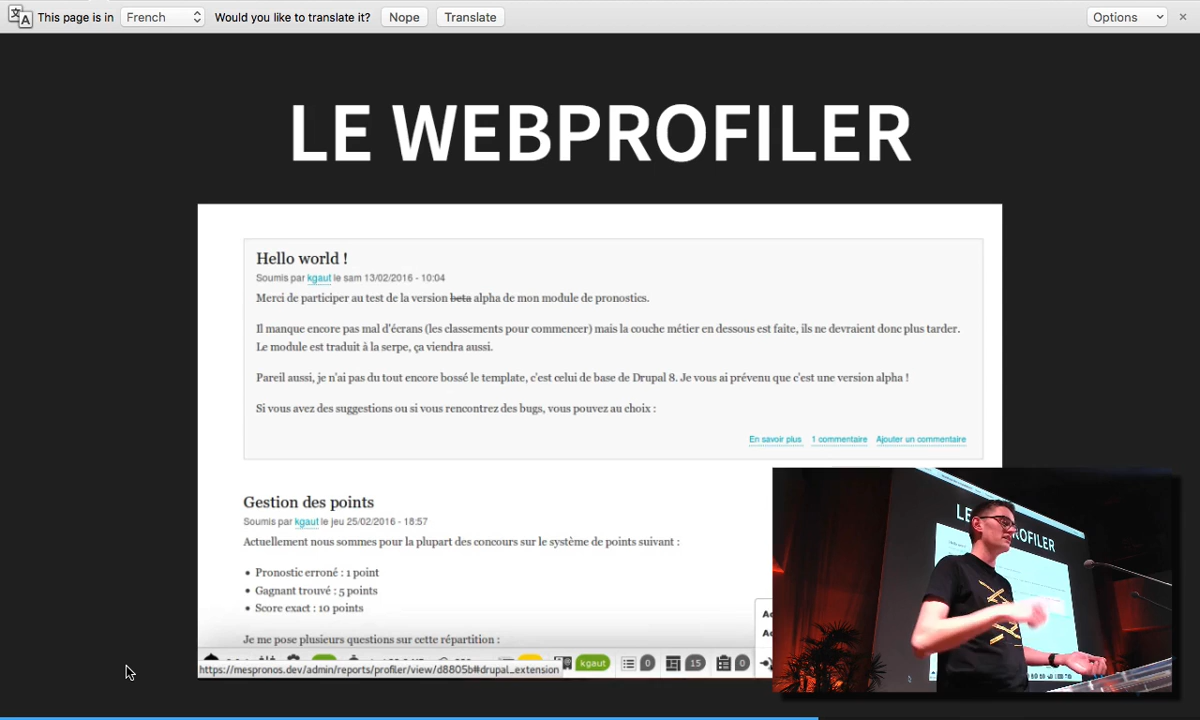 This page is in French Would you like to translate it? Nope Translate Options
LE WEBPROFILER
Hello world !
Soumis par kgaut le sam 13/02/2016 - 10:04
Merci de participer au test de la version beta alpha de mon module de pronostics.
Il manque encore pas mal d'écrans (les classements pour commencer) mais la couche métier en dessous est faite, ils ne devraient donc plus tarder.
Le module est traduit à la serpe, ça viendra aussi.
Pareil aussi, je n'ai pas du tout encore bossé le template, c'est celui de base de Drupal 8. Je vous ai prévenu que c'est une version alpha !
Si vous avez des suggestions ou si vous rencontrez des bugs, vous pouvez au choix :
En savoir plus 1 commentaire Ajouter un commentaire
Gestion des points
Soumis par kgaut le jeu 25/02/2016 - 18:57
Actuellement nous sommes pour la plupart des concours sur le système de points suivant :
• Pronostic erroné : 1 point
• Gagnant trouvé : 5 points
• Score exact : 10 points
Je me pose plusieurs questions sur cette répartition :
https://mespronos.dev/admin/reports/profiler/view/d8805b#drupal_extension
kgaut 0 15 0